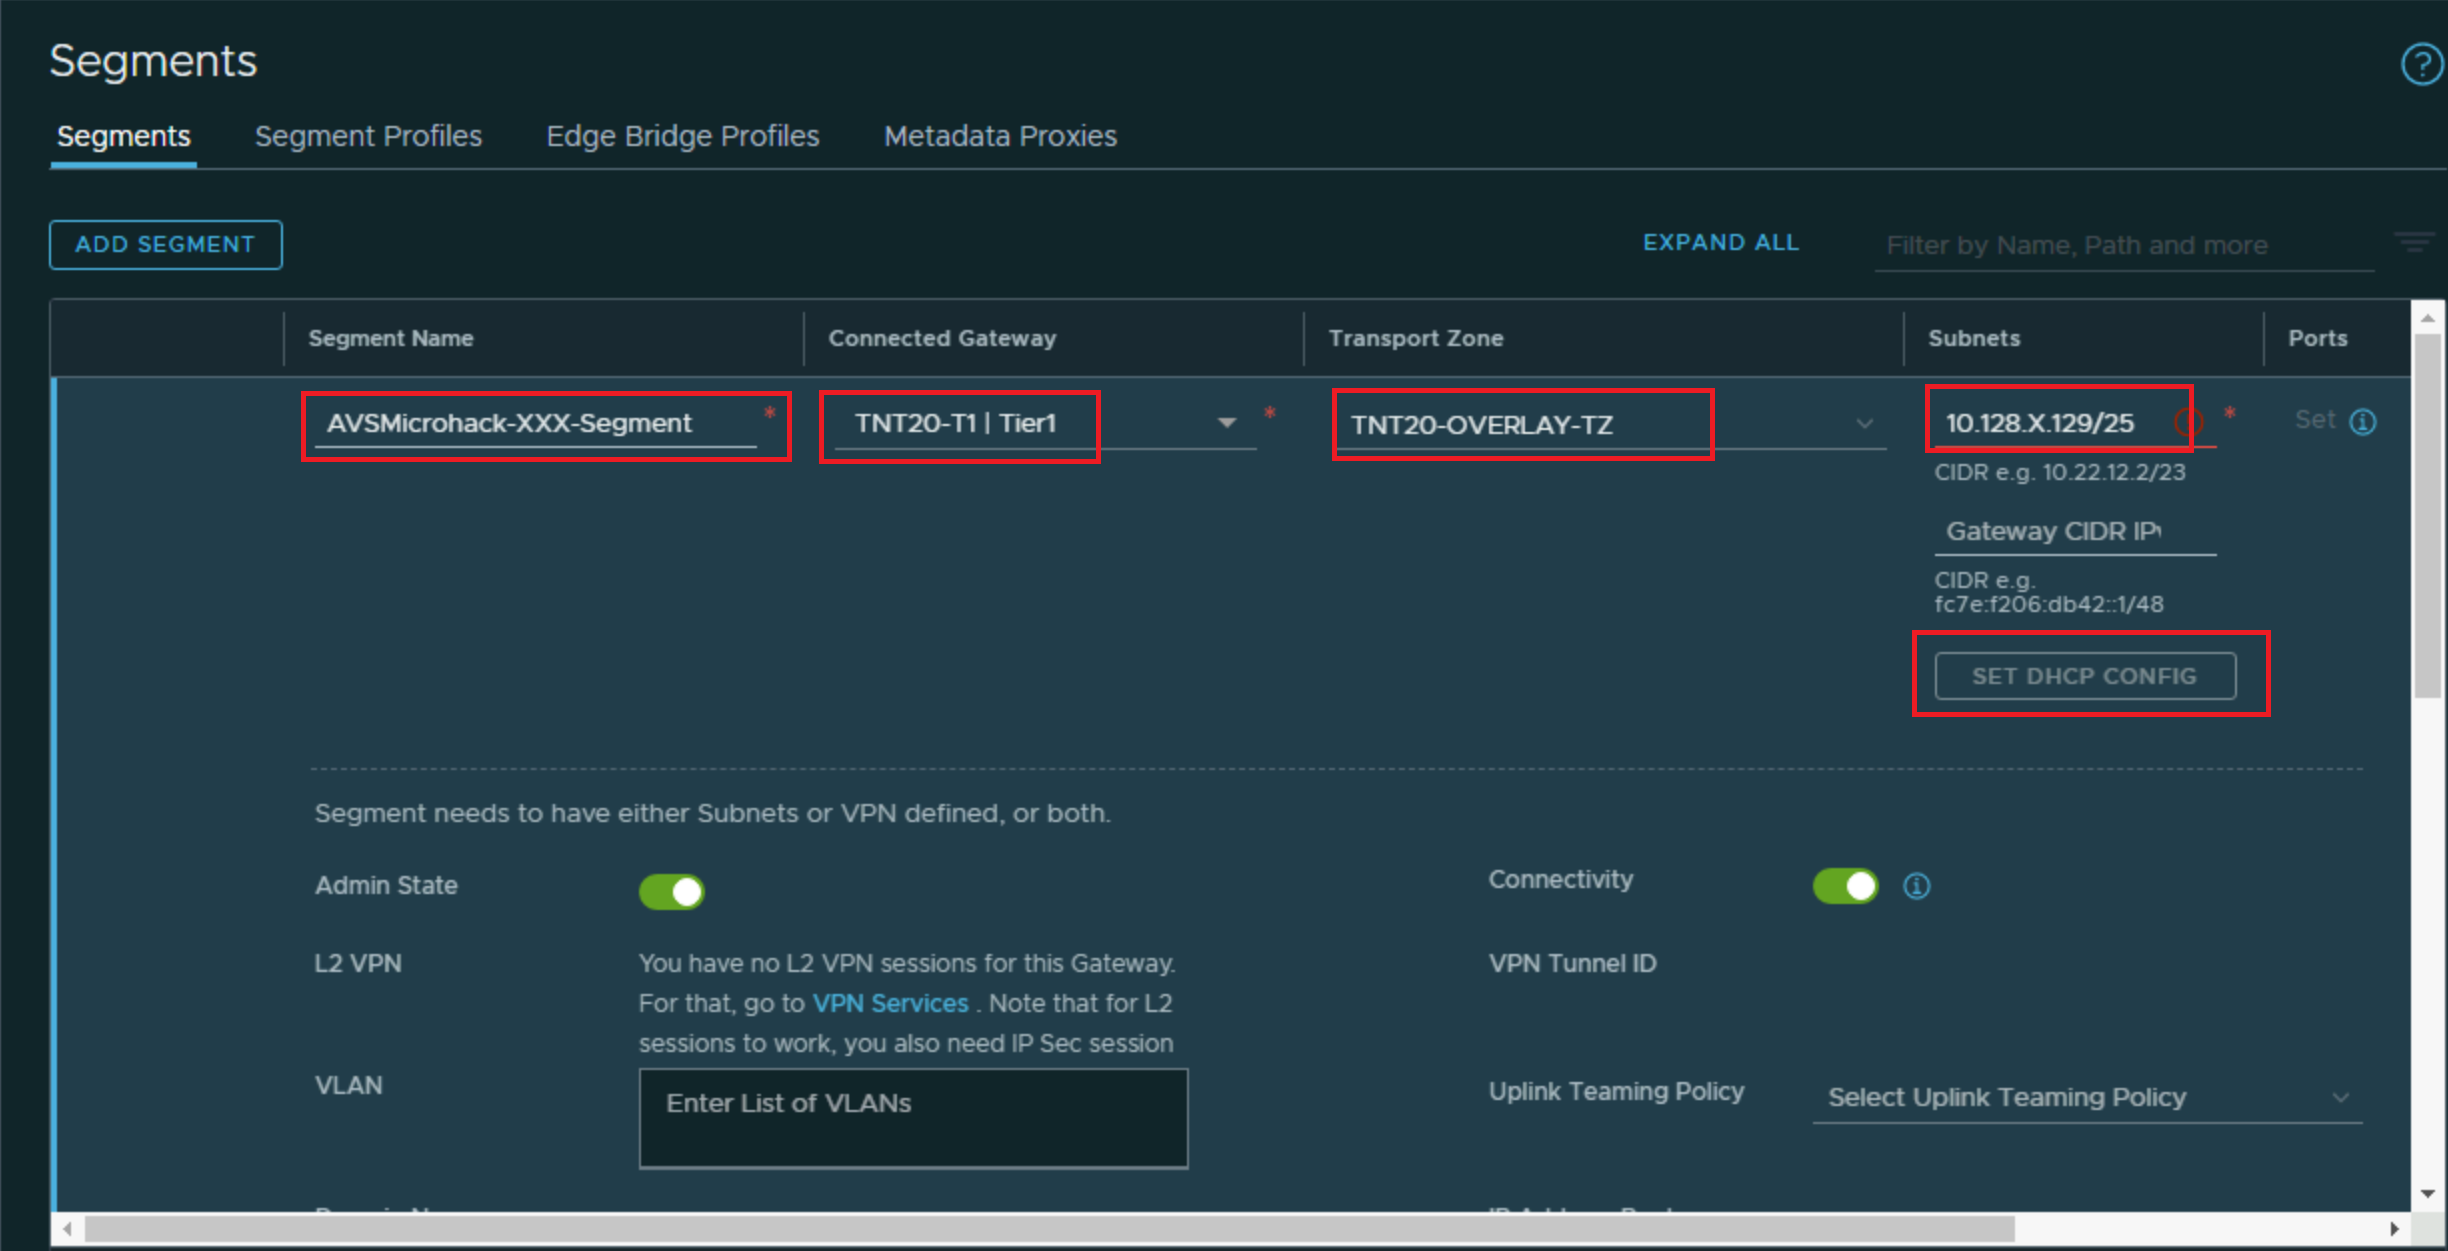 Segments
Segments Segment Profiles Edge Bridge Profiles Metadata Proxies
ADD SEGMENT EXPAND ALL Filter by Name, Path and more
Segment Name Connected Gateway Transport Zone Subnets Ports
AVSMicrohack-XXX-Segment * TNT20-T1 | Tier1 * TNT20-OVERLAY-TZ 10.128.X.129/25 * Set
CIDR e.g. 10.22.12.2/23
Gateway CIDR
CIDR e.g.
fc7e:f206:db42::1/48
SET DHCP CONFIG
Segment needs to have either Subnets or VPN defined, or both.
Admin State Connectivity
L2 VPN You have no L2 VPN sessions for this Gateway. VPN Tunnel ID
For that, go to VPN Services . Note that for L2
sessions to work, you also need IP Sec session
VLAN Enter List of VLANs Uplink Teaming Policy Select Uplink Teaming Policy